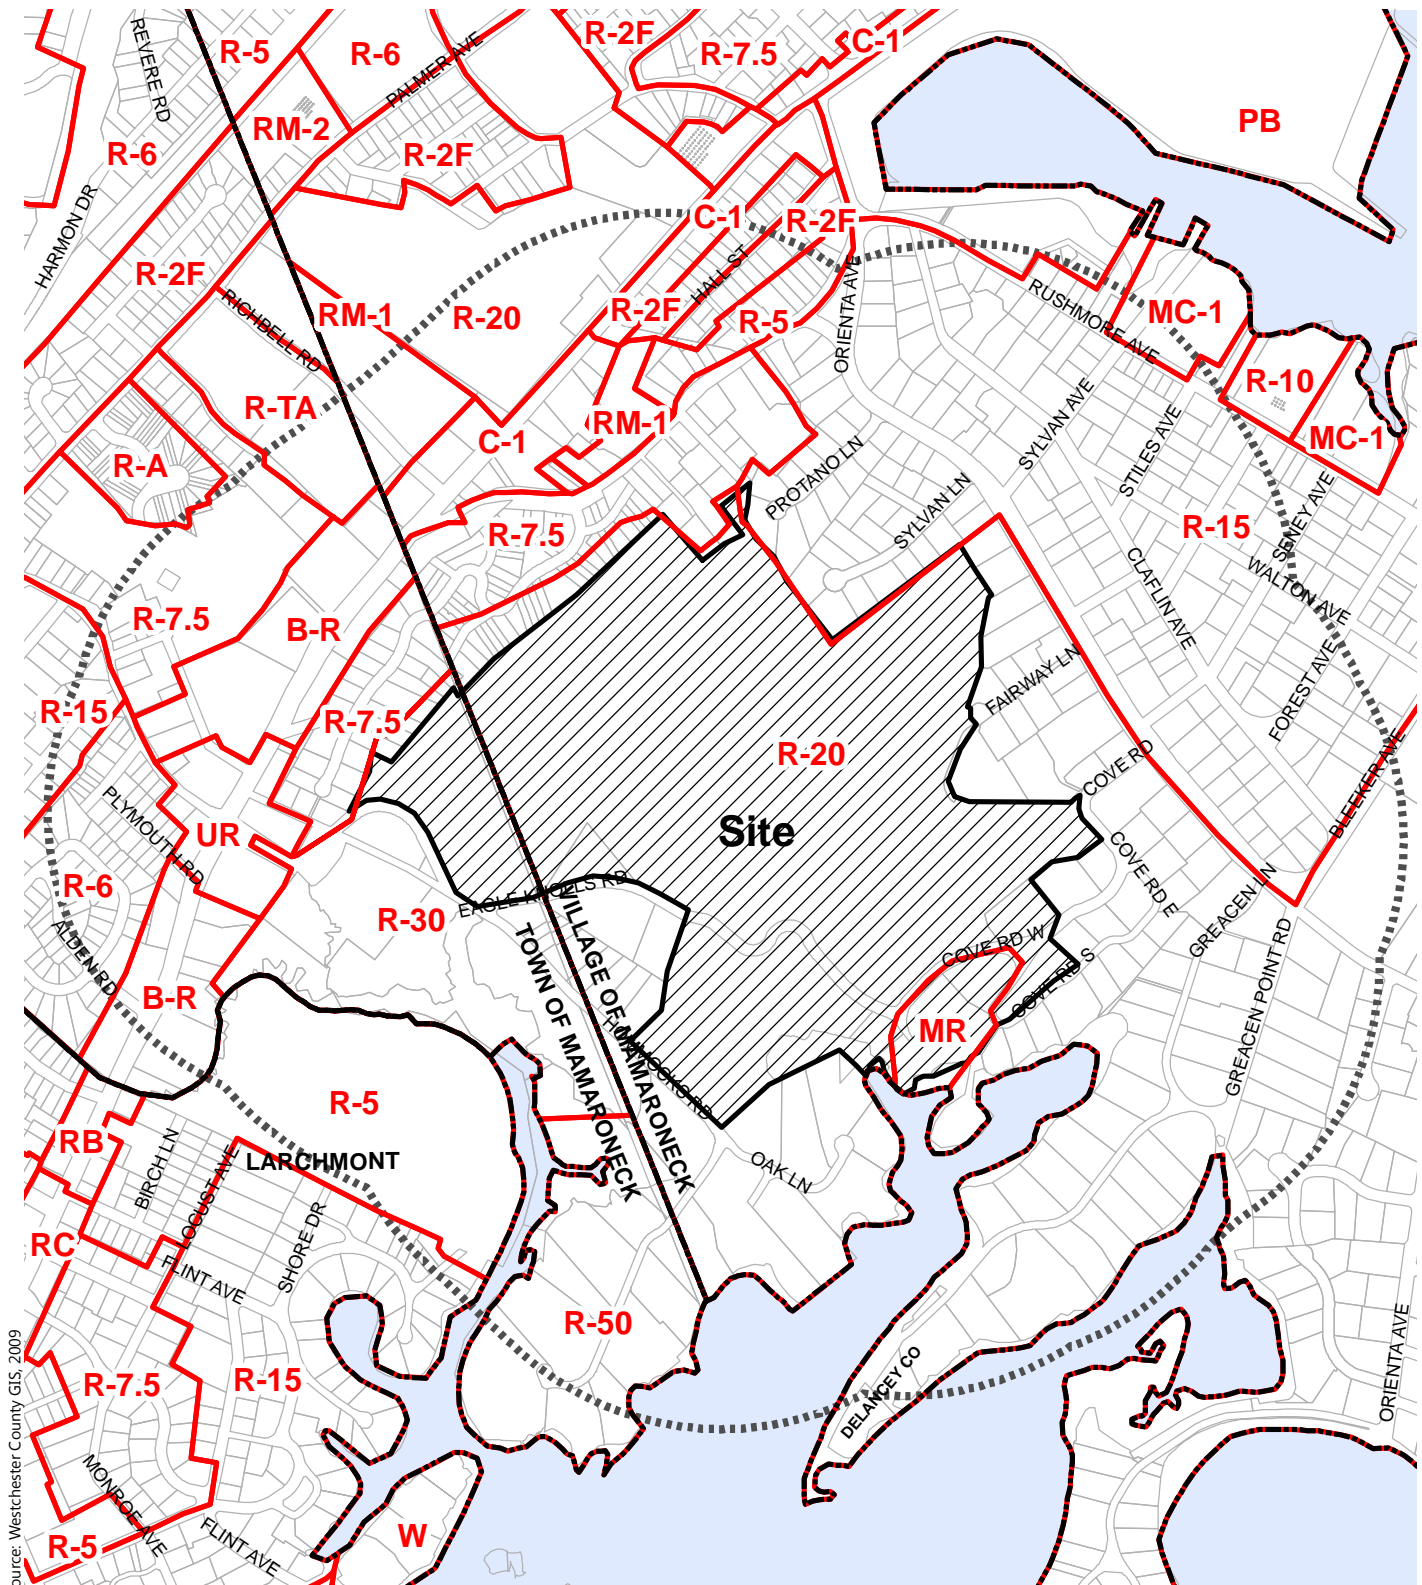 REVERE RD
R-5
R-6
PALMER AVE
R-2F
R-7.5
C-1
PB
R-6
RM-2
R-2F
HARMON DR
R-2F
RICHBELL RD
RM-1
R-20
C-1
R-2F
HALL ST
R-2F
R-5
ORIENTA AVE
RUSHMORE AVE
MC-1
R-10
MC-1
R-TA
R-A
C-1
RM-1
PROTANO LN
SYLVAN LN
SYLVAN AVE
STILES AVE
SENEY AVE
R-15
WALTON AVE
CLAFLIN AVE
FOREST AVE
BLEEKER AVE
R-7.5
R-7.5
B-R
R-15
R-7.5
FAIRWAY LN
R-20
COVE RD
Site
PLYMOUTH RD
UR
R-6
ALDEN RD
R-30
EAGLE KNOLLS RD
COVE RD E
GREACEN LN
GREACEN POINT RD
COVE RD W
COVE RD S
MR
B-R
VILLAGE OF MAMARONECK
TOWN OF MAMARONECK
HOMMOCKS RD
R-5
RB
LARCHMONT
BIRCH LN
LOCUST AVE
SHORE DR
OAK LN
RC
FLINT AVE
R-50
DELANCEY CO
ORIENTA AVE
R-7.5
R-15
MONROE AVE
FLINT AVE
R-5
W
ource: Westchester County GIS, 2009